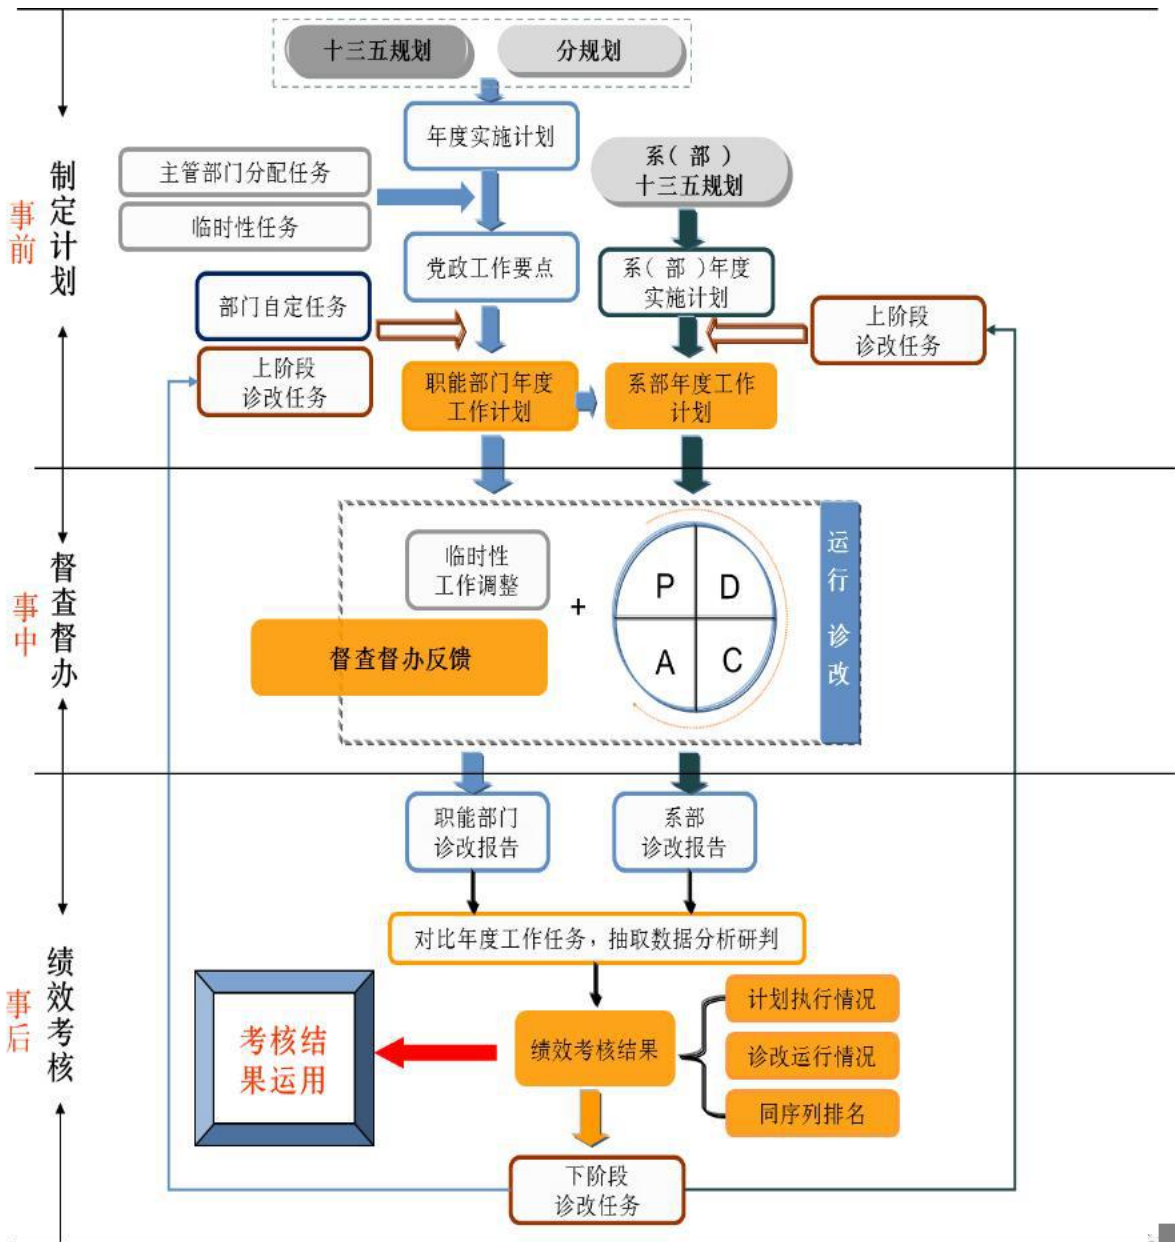 十三五规划
分规划
年度实施计划
主管部门分配任务
临时性任务
系(部)
十三五规划
制定计划
事前
党政工作要点
系(部)年度
实施计划
部门自定任务
上阶段
诊改任务
上阶段
诊改任务
职能部门年度
工作计划
系部年度工作
计划
督查督办
事中
临时性
工作调整
督查督办反馈
+
P
D
A
C
运行 诊改
职能部门
诊改报告
系部
诊改报告
对比年度工作任务，抽取数据分析研判
绩效考核
事后
考核结
果运用
绩效考核结果
计划执行情况
诊改运行情况
同序列排名
下阶段
诊改任务